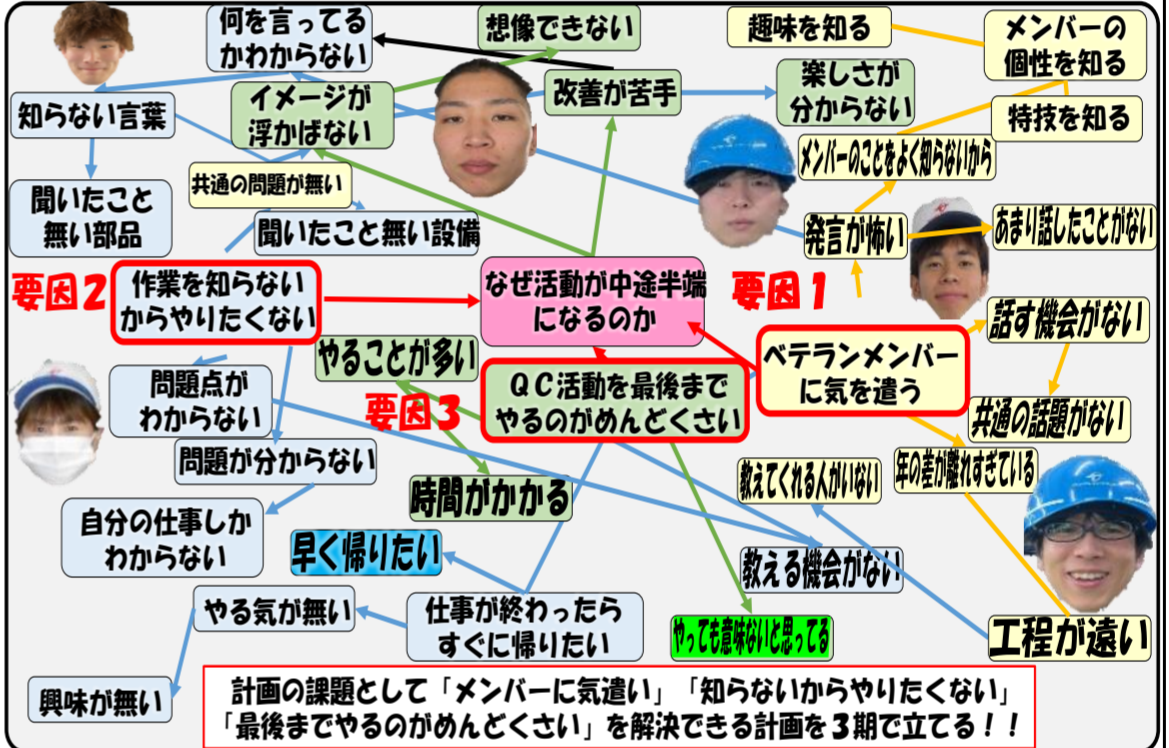 何を言ってる
かわからない
想像できない
趣味を知る
メンバーの
個性を知る
知らない言葉
イメージが
浮かばない
改善が苦手
楽しさが
分からない
特技を知る
メンバーのことをよく知らないから
共通の問題が無い
聞いたこと
無い部品
聞いたこと無い設備
発言が怖い
あまり話したことがない
要因2
作業を知らない
からやりたくない
なぜ活動が中途半端
になるのか
要因1
話す機会がない
やることが多い
ベテランメンバー
に気を遣う
問題点が
わからない
要因3
QC活動を最後まで
やるのがめんどくさい
共通の話題がない
問題が分からない
時間がかかる
教えてくれる人がいない
年の差が離れすぎている
自分の仕事しか
わからない
早く帰りたい
教える機会がない
やる気が無い
仕事が終わったら
すぐに帰りたい
やっても意味ないと思ってる
工程が遠い
興味が無い
計画の課題として「メンバーに気遣い」「知らないからやりたくない」
「最後までやるのがめんどくさい」を解決できる計画を3期で立てる!!